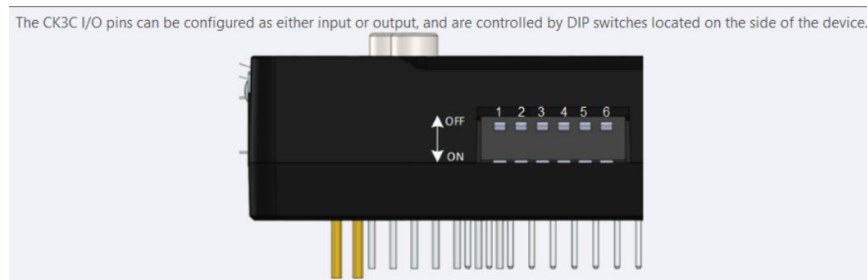 The CK3C I/O pins can be configured as either input or output, and are controlled by DIP switches located on the side of the device.
1 2 3 4 5 6
OFF
ON